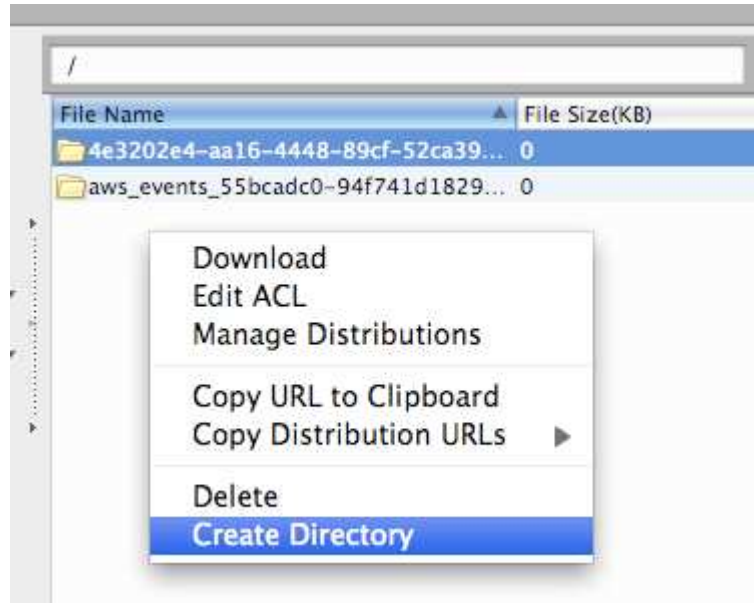 /
File Name File Size(KB)
4e3202e4-aa16-4448-89cf-52ca39... 0
aws_events_55bcadc0-94f741d1829... 0
Download
Edit ACL
Manage Distributions
Copy URL to Clipboard
Copy Distribution URLs
Delete
Create Directory